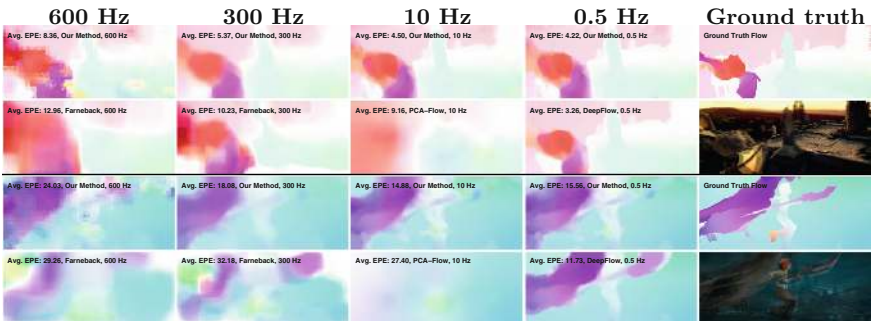 600 Hz 300 Hz 10 Hz 0.5 Hz Ground truth
Avg. EPE: 8.36, Our Method, 600 Hz Avg. EPE: 5.37, Our Method, 300 Hz Avg. EPE: 4.50, Our Method, 10 Hz Avg. EPE: 4.22, Our Method, 0.5 Hz Ground Truth Flow
Avg. EPE: 12.96, Farneback, 600 Hz Avg. EPE: 10.23, Farneback, 300 Hz Avg. EPE: 9.16, PCA-Flow, 10 Hz Avg. EPE: 3.26, DeepFlow, 0.5 Hz
Avg. EPE: 24.03, Our Method, 600 Hz Avg. EPE: 18.08, Our Method, 300 Hz Avg. EPE: 14.88, Our Method, 10 Hz Avg. EPE: 15.56, Our Method, 0.5 Hz Ground Truth Flow
Avg. EPE: 29.26, Farneback, 600 Hz Avg. EPE: 32.18, Farneback, 300 Hz Avg. EPE: 27.40, PCA-Flow, 10 Hz Avg. EPE: 11.73, DeepFlow, 0.5 Hz